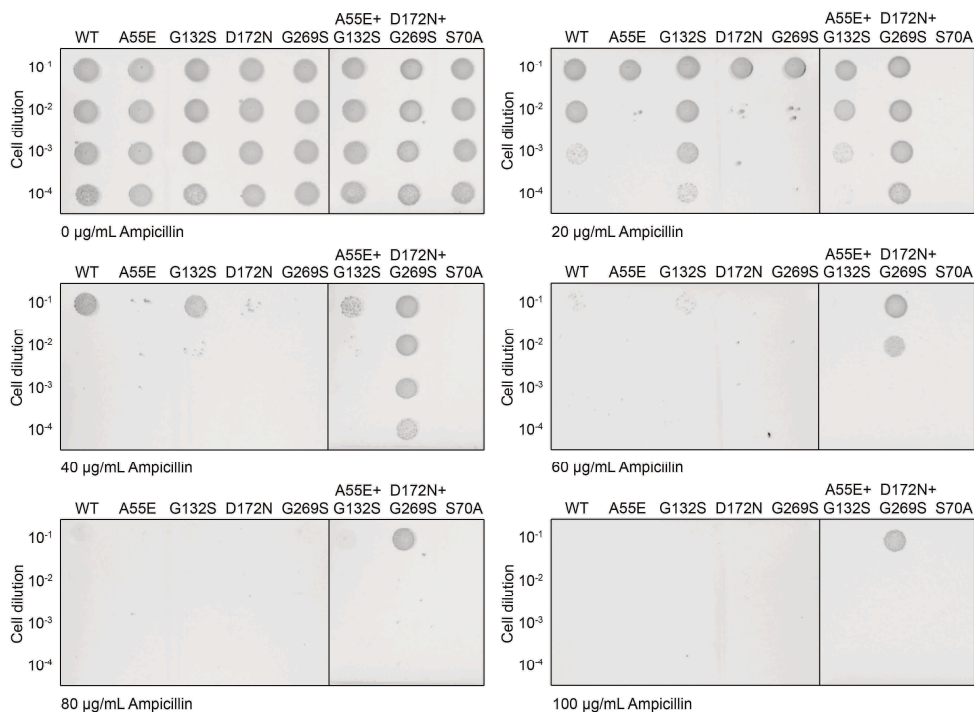 A55E+ D172N+
WT A55E G132S D172N G269S G132S G269S S70A
Cell dilution
10⁻¹
10⁻²
10⁻³
10⁻⁴
0 µg/mL Ampicillin
A55E+ D172N+
WT A55E G132S D172N G269S G132S G269S S70A
Cell dilution
10⁻¹
10⁻²
10⁻³
10⁻⁴
20 µg/mL Ampicillin
A55E+ D172N+
WT A55E G132S D172N G269S G132S G269S S70A
Cell dilution
10⁻¹
10⁻²
10⁻³
10⁻⁴
40 µg/mL Ampicillin
A55E+ D172N+
WT A55E G132S D172N G269S G132S G269S S70A
Cell dilution
10⁻¹
10⁻²
10⁻³
10⁻⁴
60 µg/mL Ampicillin
A55E+ D172N+
WT A55E G132S D172N G269S G132S G269S S70A
Cell dilution
10⁻¹
10⁻²
10⁻³
10⁻⁴
80 µg/mL Ampicillin
A55E+ D172N+
WT A55E G132S D172N G269S G132S G269S S70A
Cell dilution
10⁻¹
10⁻²
10⁻³
10⁻⁴
100 µg/mL Ampicillin